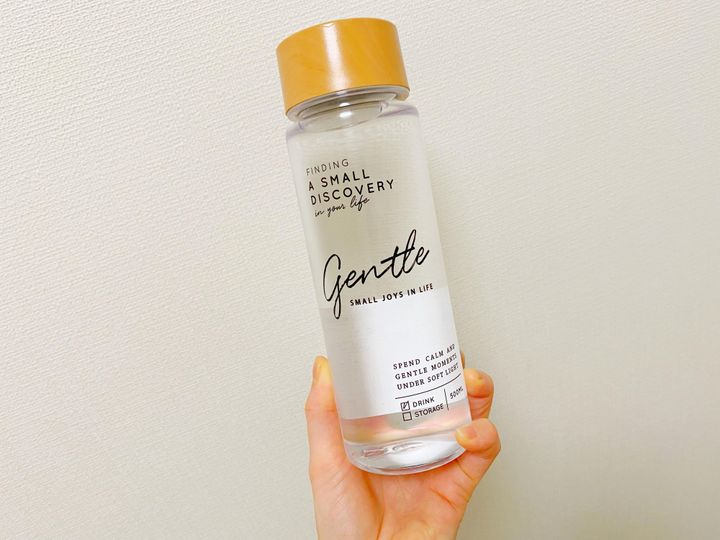 FINDING
A SMALL
DISCOVERY
in your life
Gentle
SMALL JOYS IN LIFE
SPEND CALM AND
GENTLE MOMENTS
UNDER SOFT LIGHT
DRINK
STORAGE
500ML